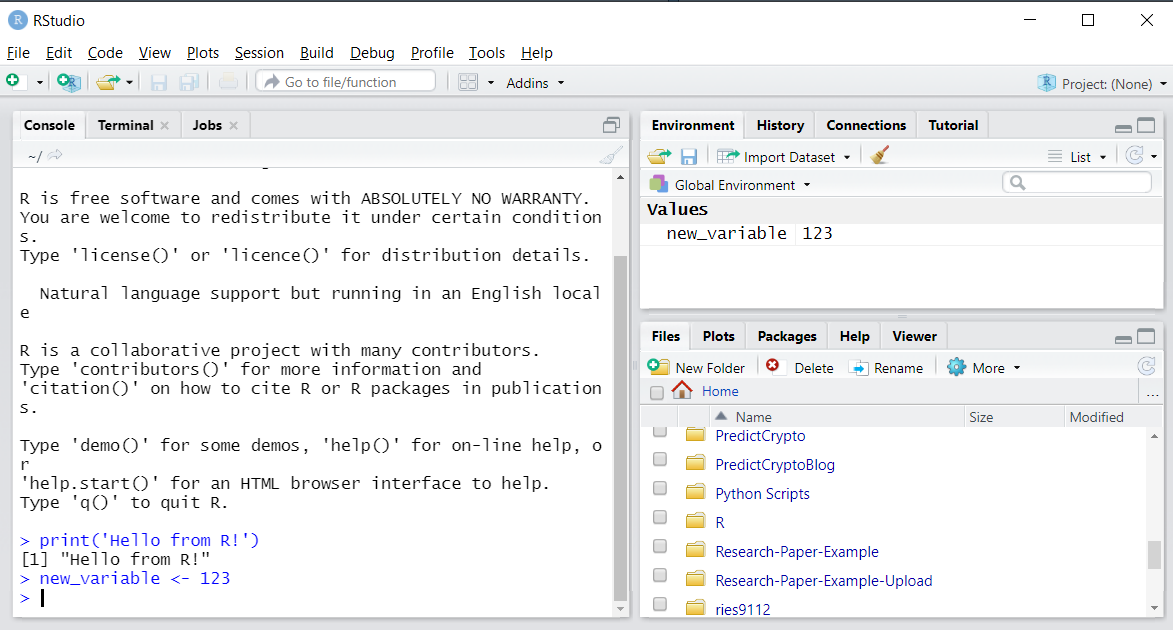 RStudio
File Edit Code View Plots Session Build Debug Profile Tools Help
Go to file/function Addins Project: (None)
Console Terminal Jobs
~/
R is free software and comes with ABSOLUTELY NO WARRANTY.
You are welcome to redistribute it under certain condition
s.
Type 'license()' or 'licence()' for distribution details.
Natural language support but running in an English local
e
R is a collaborative project with many contributors.
Type 'contributors()' for more information and
'citation()' on how to cite R or R packages in publication
s.
Type 'demo()' for some demos, 'help()' for on-line help, o
r
'help.start()' for an HTML browser interface to help.
Type 'q()' to quit R.
> print('Hello from R!')
[1] "Hello from R!"
> new_variable <- 123
>
Environment History Connections Tutorial
Import Dataset List
Global Environment
Values
new_variable 123
Files Plots Packages Help Viewer
New Folder Delete Rename More
Home ...
Name Size Modified
PredictCrypto
PredictCryptoBlog
Python Scripts
R
Research-Paper-Example
Research-Paper-Example-Upload
ries9112